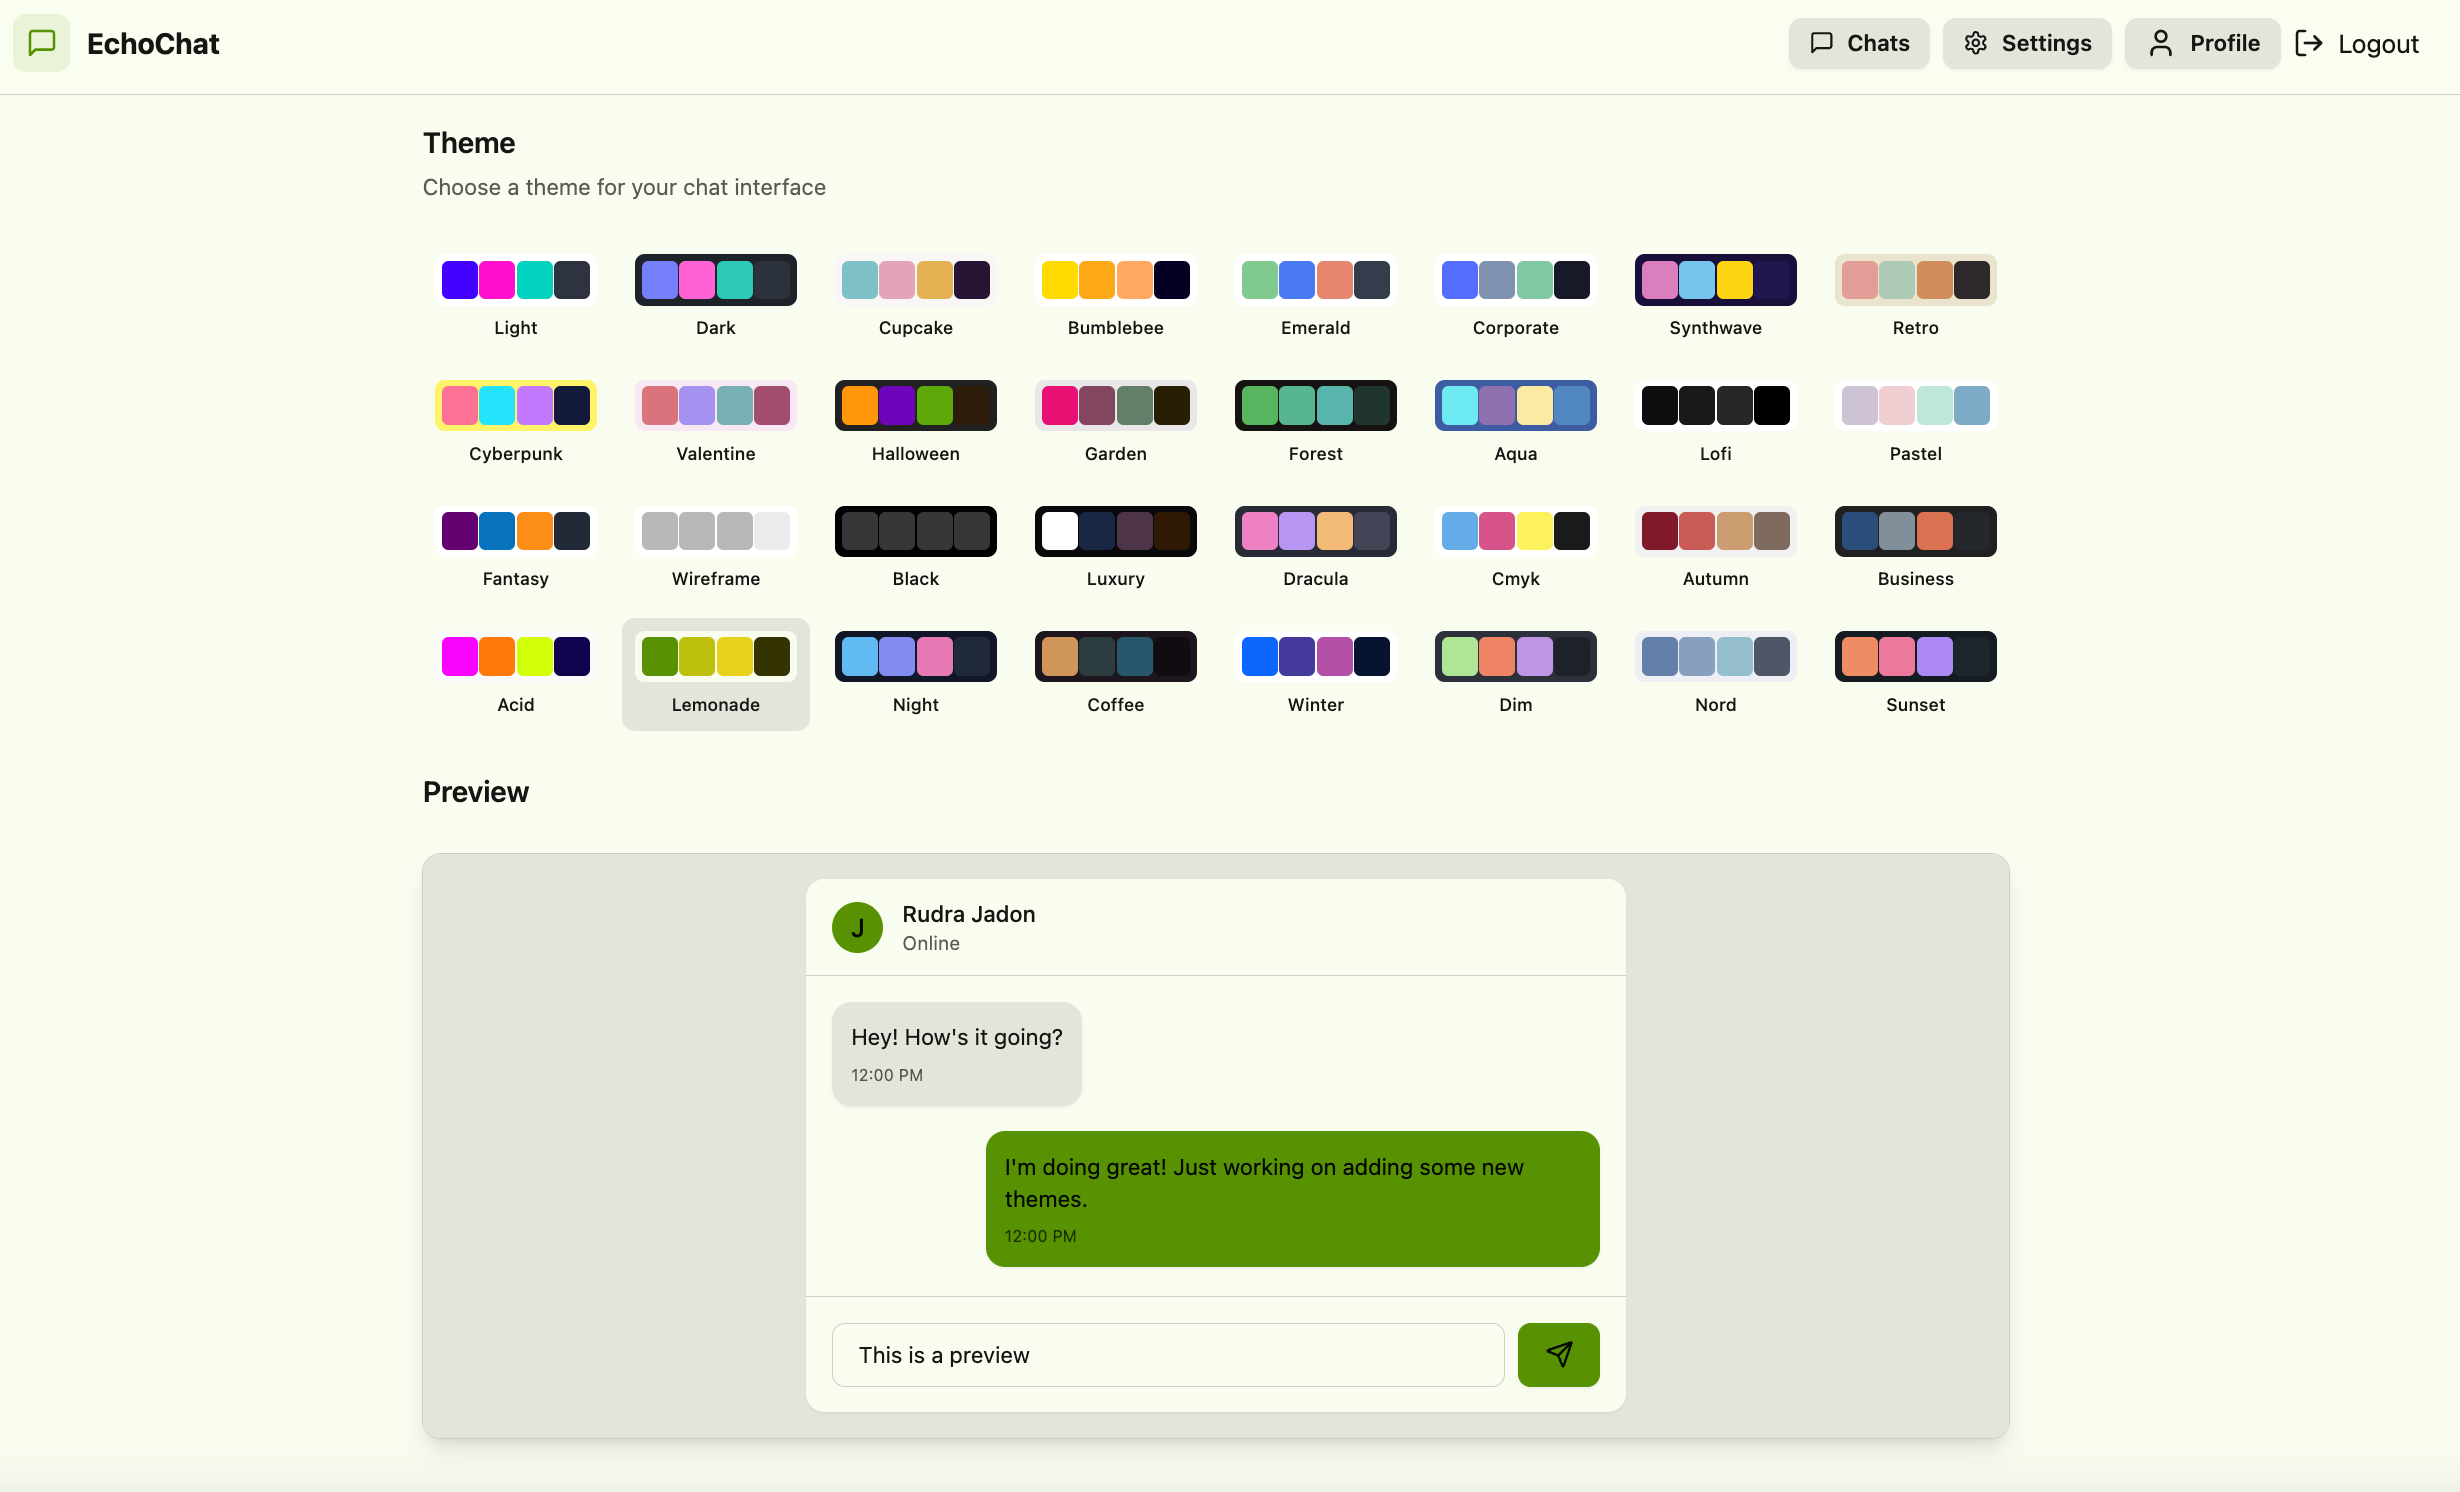 EchoChat
Chats
Settings
Profile
Logout
Theme
Choose a theme for your chat interface
Light
Dark
Cupcake
Bumblebee
Emerald
Corporate
Synthwave
Retro
Cyberpunk
Valentine
Halloween
Garden
Forest
Aqua
Lofi
Pastel
Fantasy
Wireframe
Black
Luxury
Dracula
Cmyk
Autumn
Business
Acid
Lemonade
Night
Coffee
Winter
Dim
Nord
Sunset
Preview
J
Rudra Jadon
Online
Hey! How's it going?
12:00 PM
I'm doing great! Just working on adding some new
themes.
12:00 PM
This is a preview